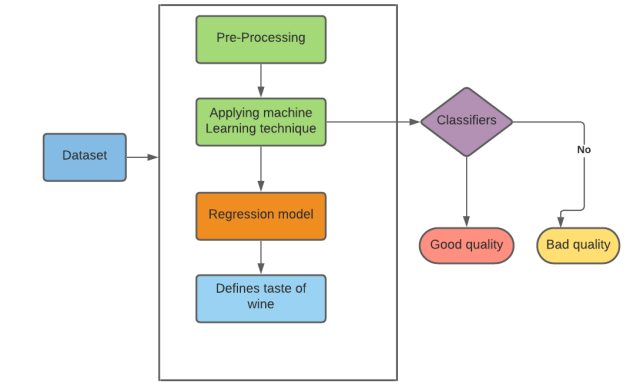 Pre-Processing
Applying machine
Learning technique
Classifiers
No
Dataset
Regression model
Good quality
Bad quality
Defines taste of
wine